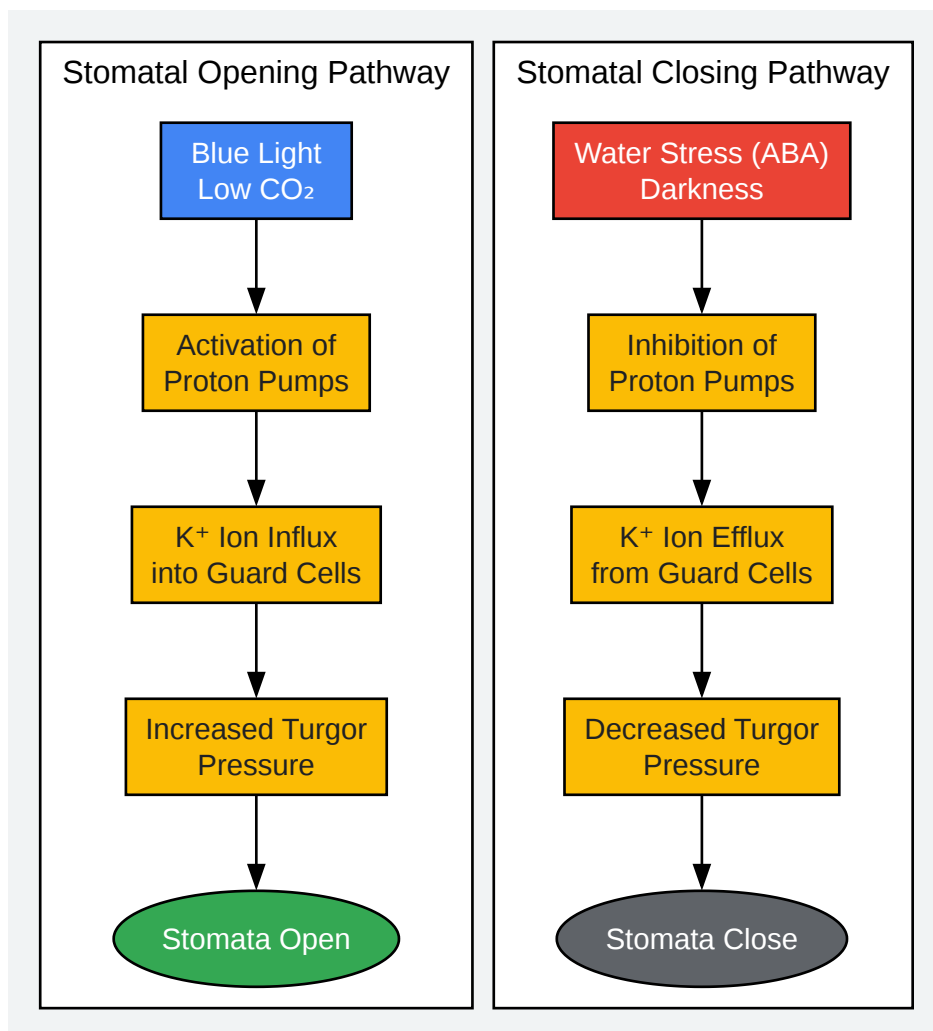 Stomatal Opening Pathway
Blue Light
Low CO₂
Activation of
Proton Pumps
K⁺ Ion Influx
into Guard Cells
Increased Turgor
Pressure
Stomata Open
Stomatal Closing Pathway
Water Stress (ABA)
Darkness
Inhibition of
Proton Pumps
K⁺ Ion Efflux
from Guard Cells
Decreased Turgor
Pressure
Stomata Close